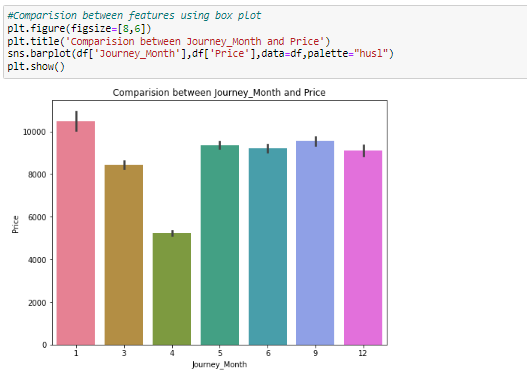 #Comparision between features using box plot
plt.figure(figsize=[8,6])
plt.title('Comparision between Journey_Month and Price')
sns.barplot(df['Journey_Month'],df['Price'],data=df,palette="husl")
plt.show()
Comparision between Journey_Month and Price
10000
8000
6000
4000
2000
0
Price
1 3 4 5 6 9 12
Journey_Month